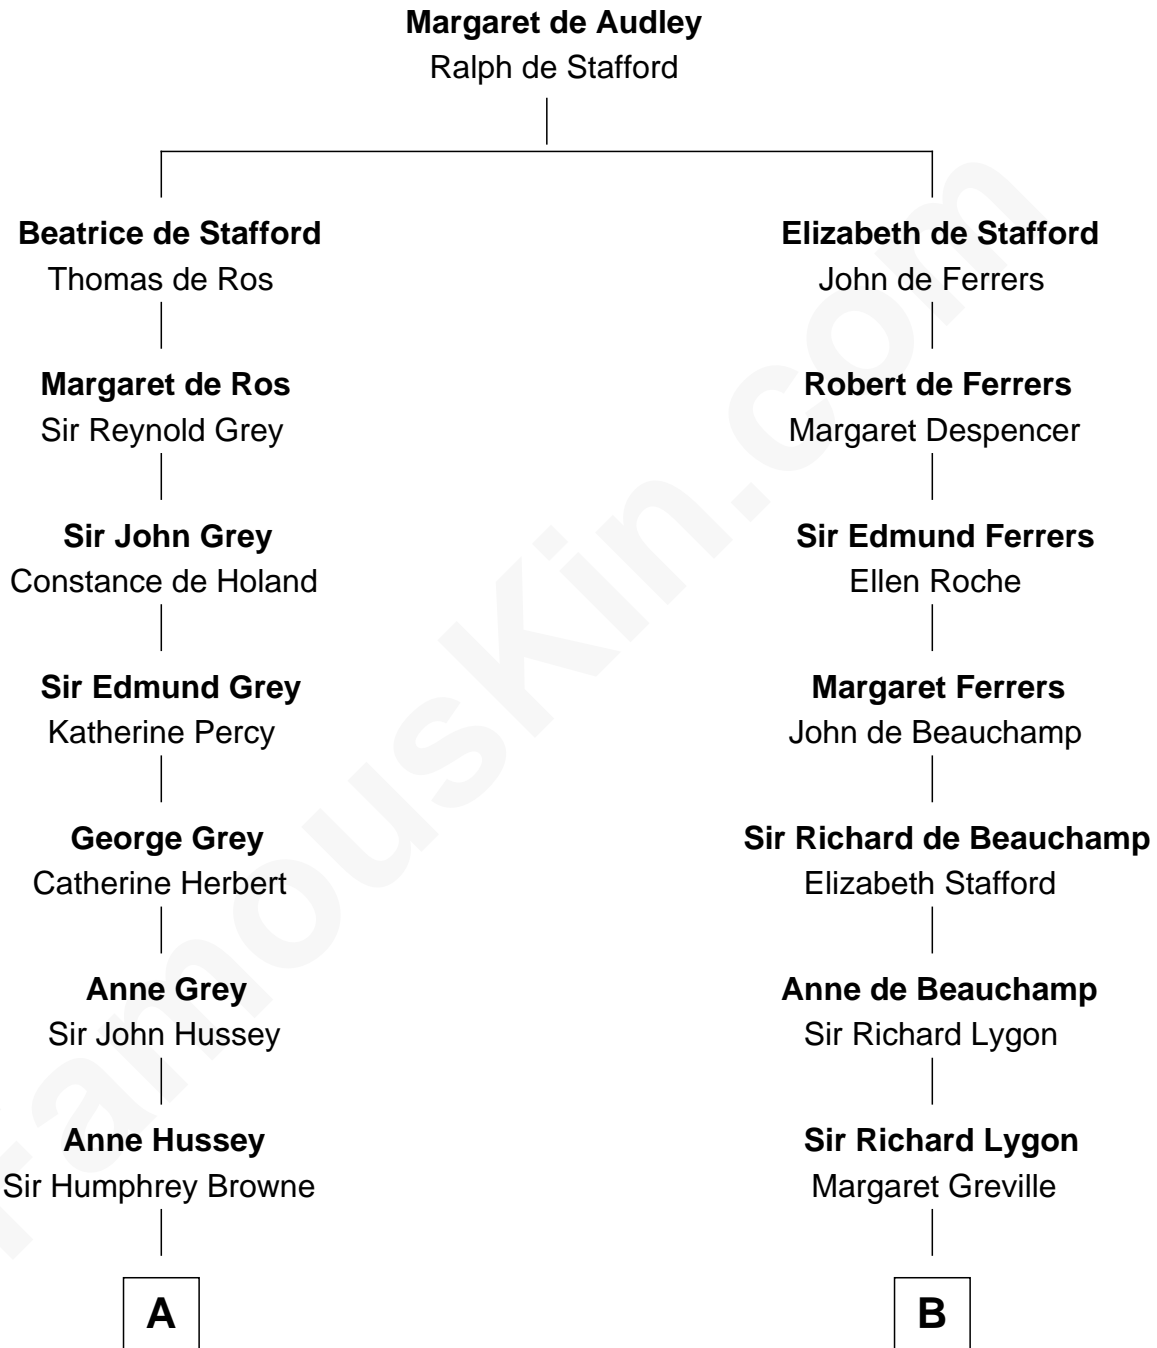 Margaret de Audley
Ralph de Stafford
Beatrice de Stafford
Thomas de Ros
Elizabeth de Stafford
John de Ferrers
Margaret de Ros
Sir Reynold Grey
Robert de Ferrers
Margaret Despencer
Sir John Grey
Constance de Holand
Sir Edmund Ferrers
Ellen Roche
Sir Edmund Grey
Katherine Percy
Margaret Ferrers
John de Beauchamp
George Grey
Catherine Herbert
Sir Richard de Beauchamp
Elizabeth Stafford
Anne Grey
Sir John Hussey
Anne de Beauchamp
Sir Richard Lygon
Anne Hussey
Sir Humphrey Browne
Sir Richard Lygon
Margaret Greville
A
B
FamousKin.com